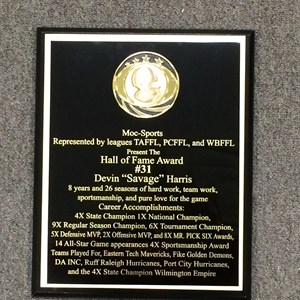 Moc-Sports
Represented by leagues TAFFL, PCFFL, and WBFFL
Present The
Hall of Fame Award
#31
Devin "Savage" Harris
8 years and 26 seasons of hard work, team work,
sportsmanship, and pure love for the game
Career Accomplishments:
4X State Champion 1X National Champion,
9X Regular Season Champion, 6X Tournament Champion,
5X Defensive MVP, 2X Offensive MVP, and 8X MR. PICK SIX Awards,
14 All-Star Game appearances 4X Sportsmanship Award
Teams Played For, Eastern Tech Mavericks, Fike Golden Demons,
DA INC, Ruff Raleigh Hurricanes, Port City Hurricanes,
and the 4X State Champion Wilmington Empire